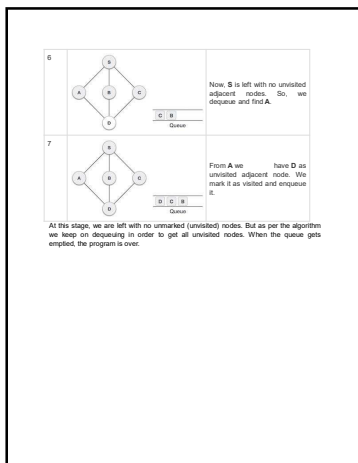 6
S
A
B
C
D
C B
Queue
Now, S is left with no unvisited
adjacent nodes. So, we
dequeue and find A.
7
S
A
B
C
D
D C B
Queue
From A we have D as
unvisited adjacent node. We
mark it as visited and enqueue
it.
At this stage, we are left with no unmarked (unvisited) nodes. But as per the algorithm
we keep on dequeuing in order to get all unvisited nodes. When the queue gets
emptied, the program is over.